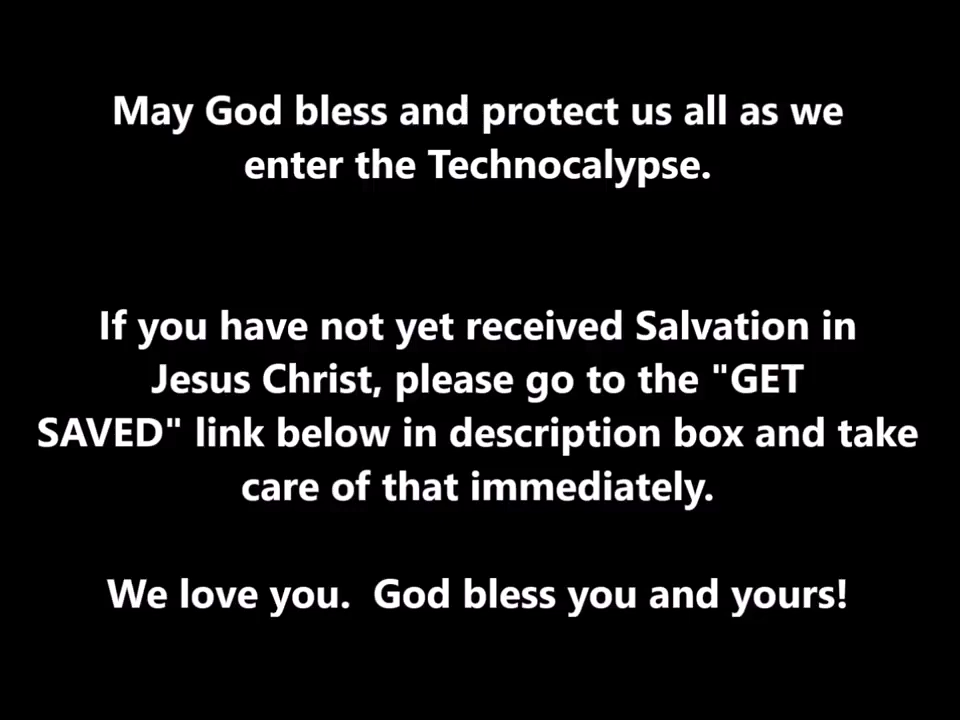 May God bless and protect us all as we
enter the Technocalypse.
If you have not yet received Salvation in
Jesus Christ, please go to the "GET
SAVED" link below in description box and take
care of that immediately.
We love you.  God bless you and yours!